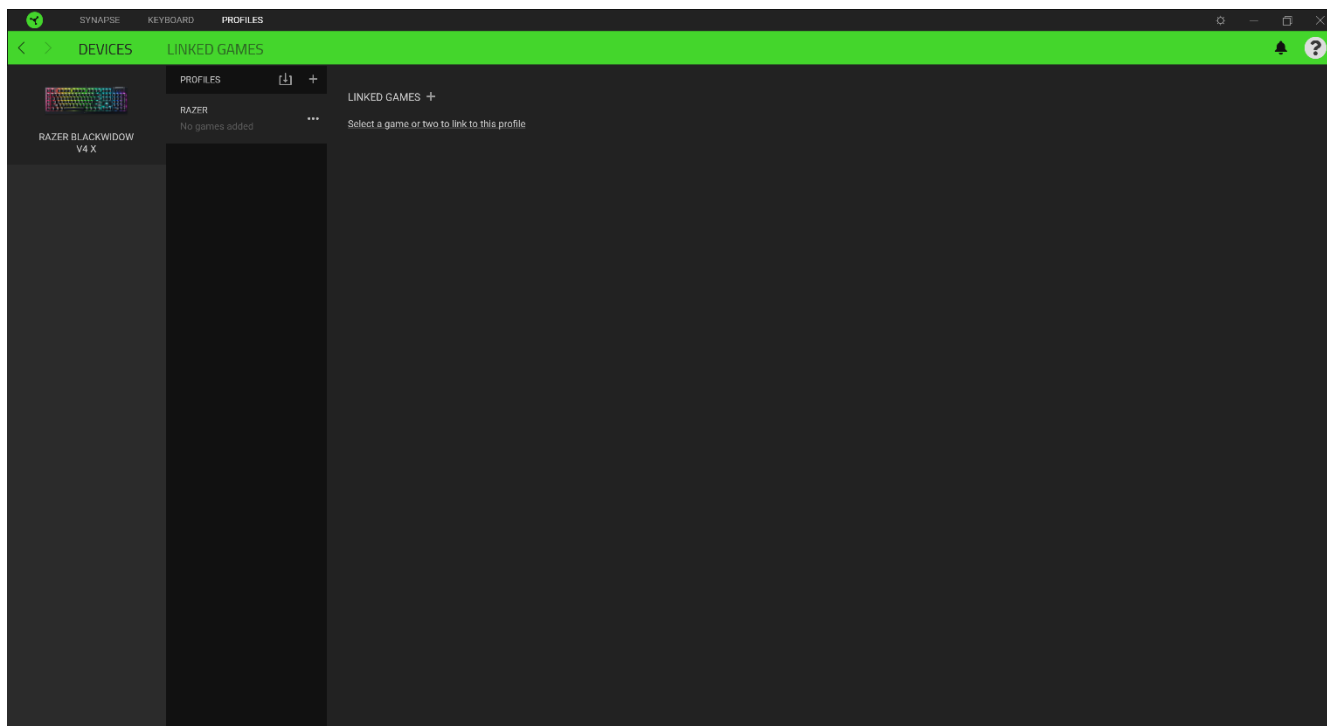 SYNAPSE KEYBOARD PROFILES
DEVICES LINKED GAMES
RAZER BLACKWIDOW
V4 X
PROFILES
RAZER
No games added
LINKED GAMES
Select a game or two to link to this profile